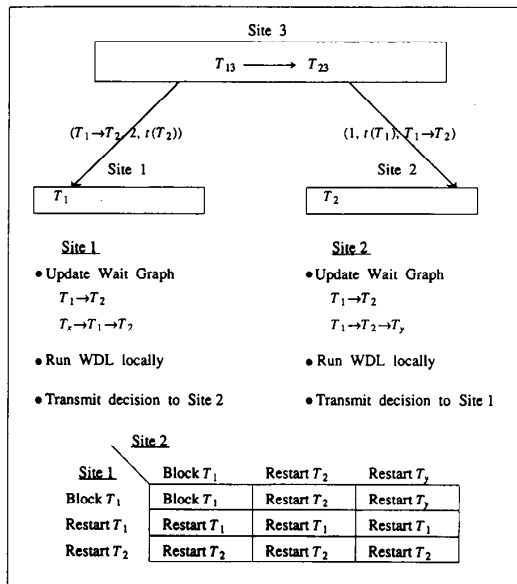 Site 3
T₁₃ → T₂₃
(T₁→T₂, 2, t(T₂))
(1, t(T₁), T₁→T₂)
Site 1
Site 2
T₁
T₂
Site 1
• Update Wait Graph
T₁→T₂
Tₓ→T₁→T₂
• Run WDL locally
• Transmit decision to Site 2
Site 2
• Update Wait Graph
T₁→T₂
T₁→T₂→Tᵧ
• Run WDL locally
• Transmit decision to Site 1
Site 2
Site 1 Block T₁ Restart T₂ Restart Tᵧ
Block T₁ Block T₁ Restart T₂ Restart Tᵧ
Restart T₁ Restart T₁ Restart T₁ Restart T₁
Restart T₂ Restart T₂ Restart T₂ Restart T₂